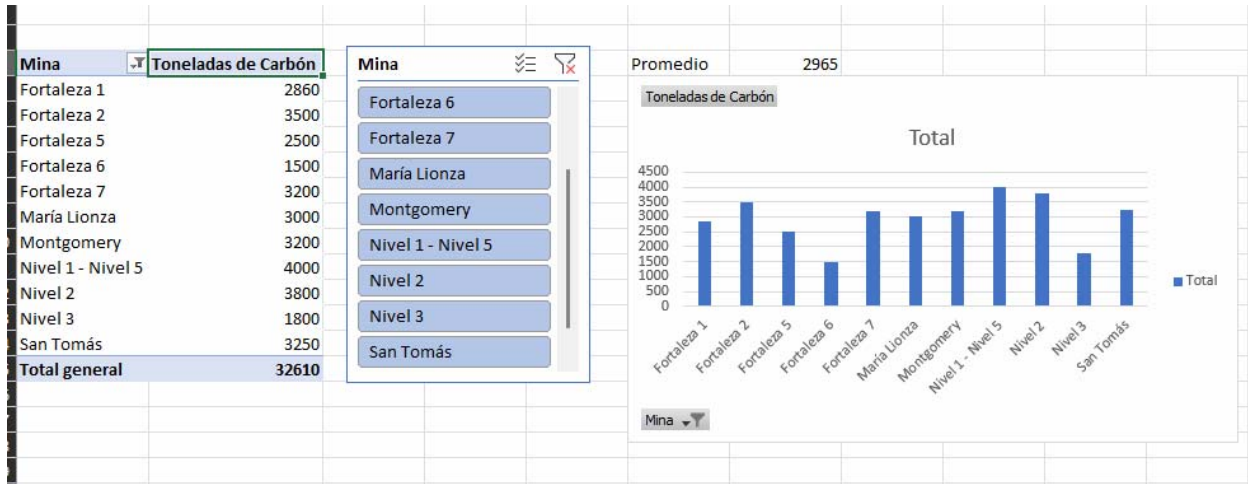 Mina Toneladas de Carbón
Fortaleza 1 2860
Fortaleza 2 3500
Fortaleza 5 2500
Fortaleza 6 1500
Fortaleza 7 3200
María Lionza 3000
Montgomery 3200
Nivel 1 - Nivel 5 4000
Nivel 2 3800
Nivel 3 1800
San Tomás 3250
Total general 32610
Mina
Fortaleza 6
Fortaleza 7
María Lionza
Montgomery
Nivel 1 - Nivel 5
Nivel 2
Nivel 3
San Tomás
Promedio 2965
Toneladas de Carbón
Total
4500
4000
3500
3000
2500
2000
1500
1000
500
0
Fortaleza 1
Fortaleza 2
Fortaleza 5
Fortaleza 6
Fortaleza 7
María Lionza
Montgomery
Nivel 1 - Nivel 5
Nivel 2
Nivel 3
San Tomás
Total
Mina